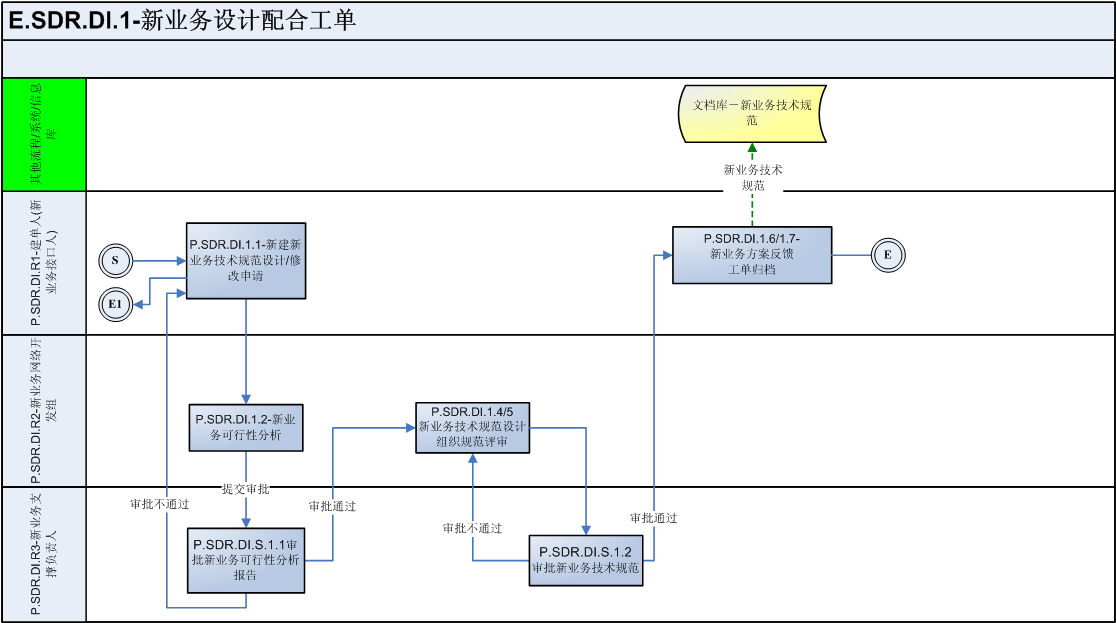 E.SDR.DI.1-新业务设计配合工单
其他流程/系统/信息
库
文档库－新业务技术规
范
新业务技术
规范
P.SDR.DI.R1-建单人(新
业务接口人)
S
E1
P.SDR.DI.1.1-新建新
业务技术规范设计/修
改申请
P.SDR.DI.1.6/1.7-
新业务方案反馈
工单归档
E
P.SDR.DI.R2-新业务网络开
发组
P.SDR.DI.1.2-新业
务可行性分析
P.SDR.DI.1.4/5
新业务技术规范设计
组织规范评审
提交审批
审批不通过
审批通过
审批不通过
审批通过
P.SDR.DI.R3-新业务支
撑负责人
P.SDR.DI.S.1.1审
批新业务可行性分析
报告
P.SDR.DI.S.1.2
审批新业务技术规范